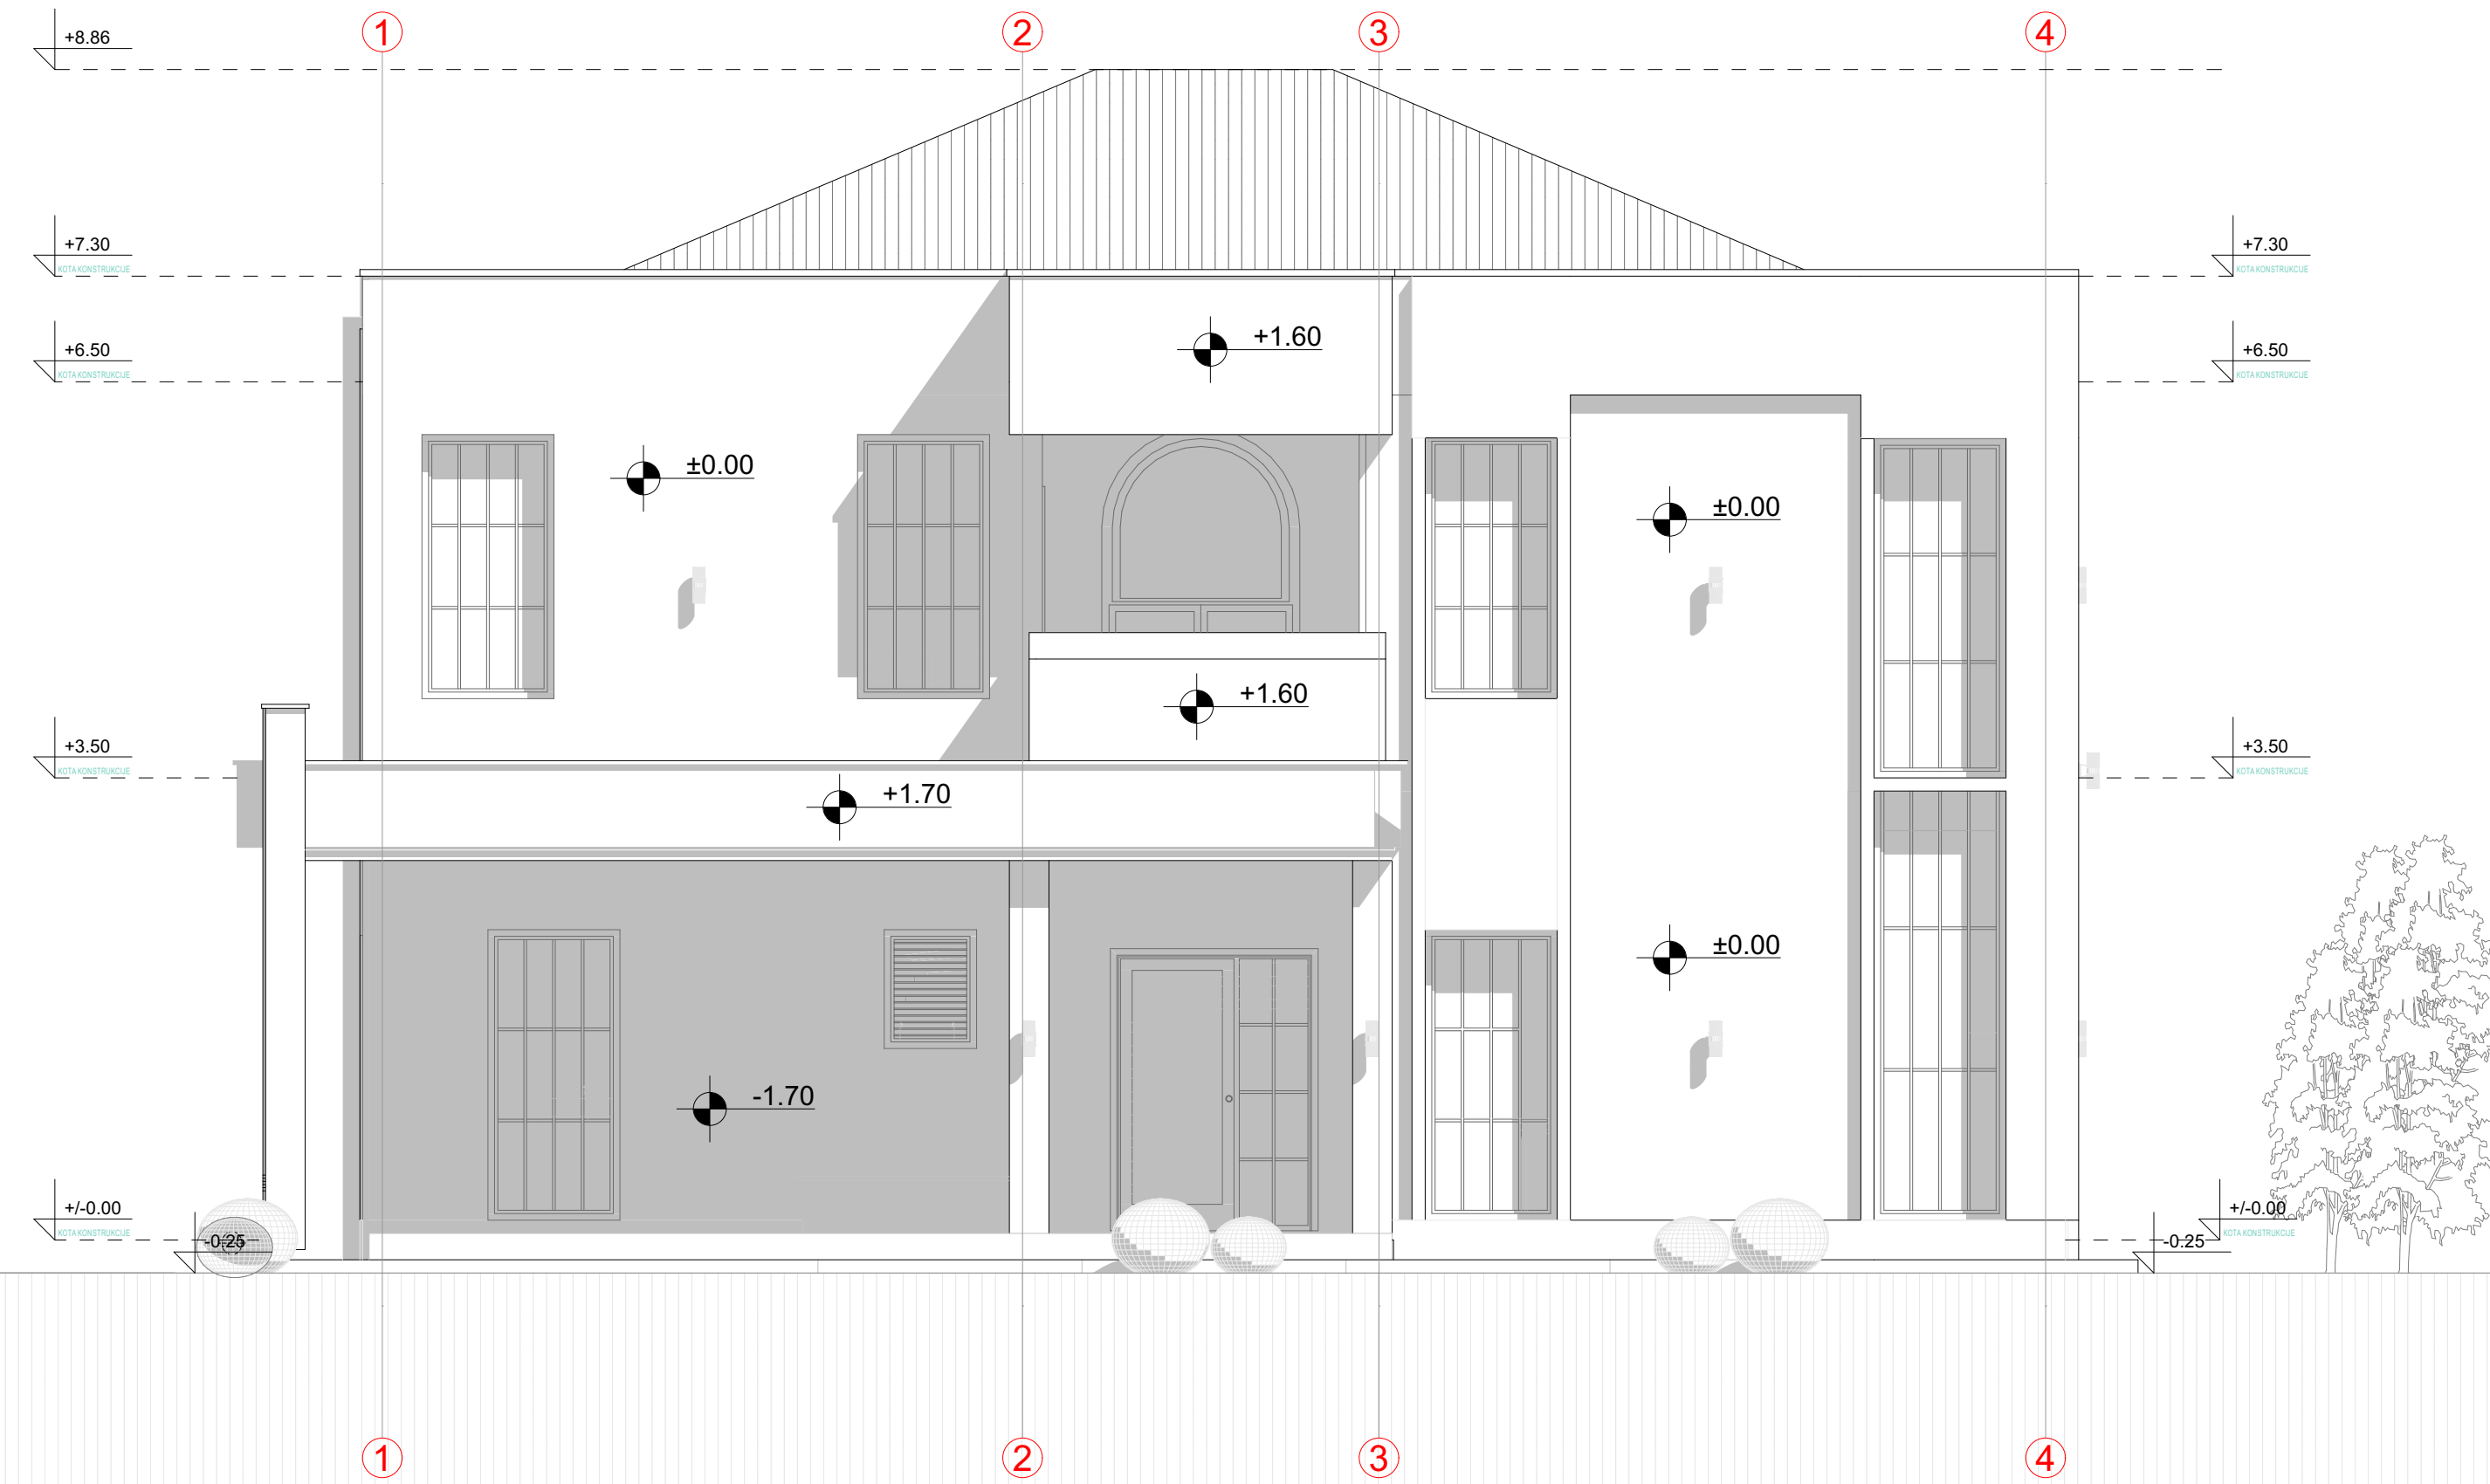 1 2 3 4
+8.86
+7.30 +7.30
KOTA KONSTRUKCIJE KOTA KONSTRUKCIJE
+1.60
+6.50 +6.50
KOTA KONSTRUKCIJE KOTA KONSTRUKCIJE
±0.00
±0.00
+1.60
+3.50 +3.50
KOTA KONSTRUKCIJE KOTA KONSTRUKCIJE
+1.70
±0.00
-1.70
+/-0.00 +/-0.00
KOTA KONSTRUKCIJE KOTA KONSTRUKCIJE
-0.25 -0.25
1 2 3 4